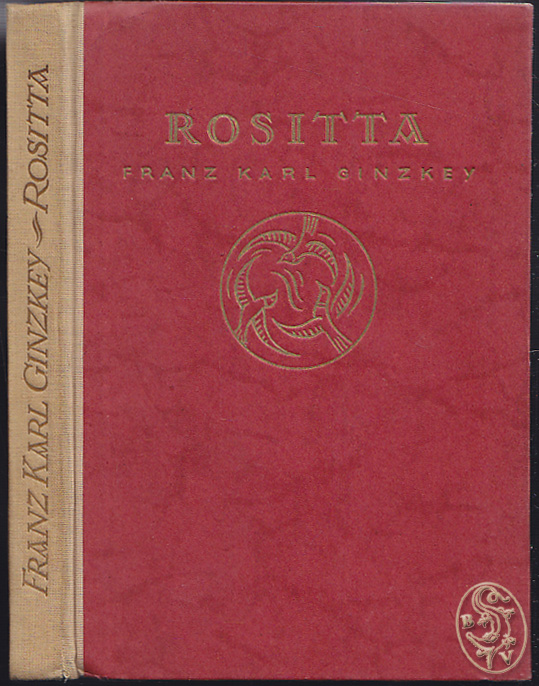 ROSITTA
FRANZ KARL GINZKEY
FRANZ KARL GINZKEY ~ ROSITTA